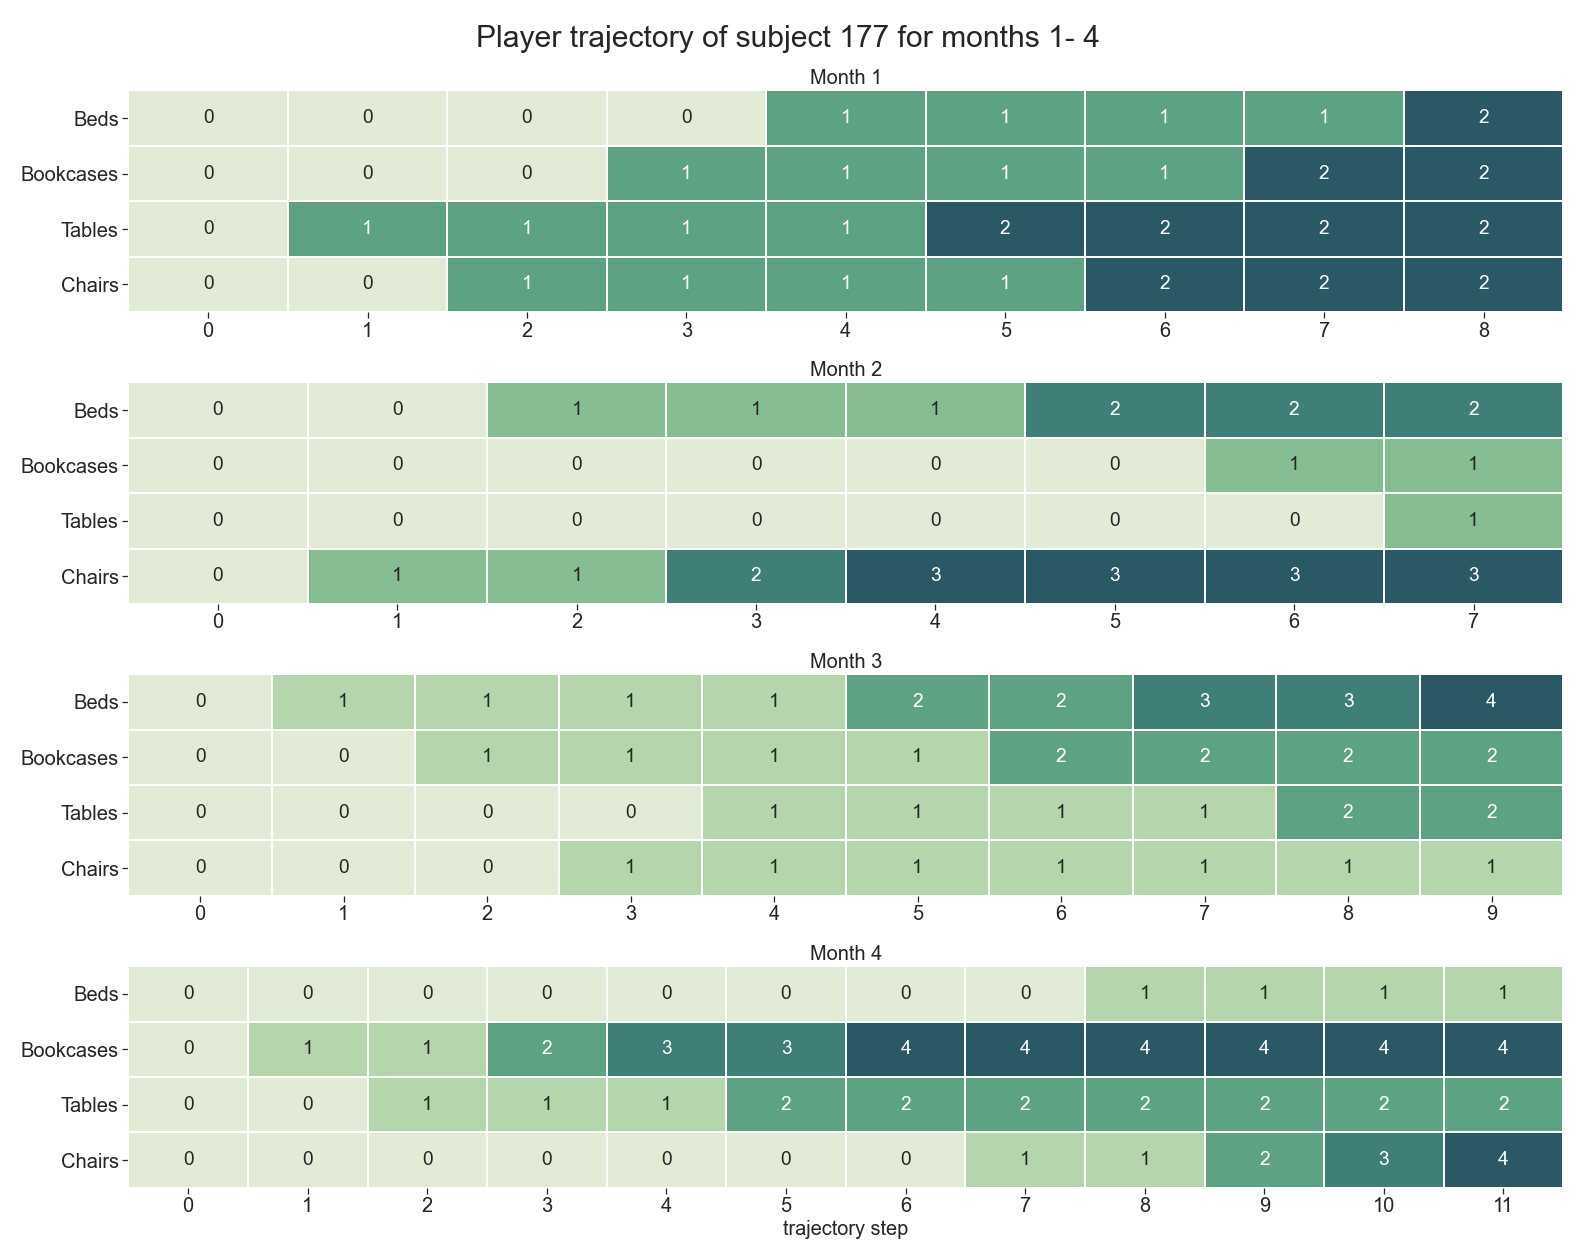 Player trajectory of subject 177 for months 1- 4
Month 1
Beds 0 0 0 0 1 1 1 1 2
Bookcases 0 0 0 1 1 1 1 2 2
Tables 0 1 1 1 1 2 2 2 2
Chairs 0 0 1 1 1 1 2 2 2
0 1 2 3 4 5 6 7 8
Month 2
Beds 0 0 1 1 1 2 2 2
Bookcases 0 0 0 0 0 0 1 1
Tables 0 0 0 0 0 0 0 1
Chairs 0 1 1 2 3 3 3 3
0 1 2 3 4 5 6 7
Month 3
Beds 0 1 1 1 1 2 2 3 3 4
Bookcases 0 0 1 1 1 1 2 2 2 2
Tables 0 0 0 0 1 1 1 1 2 2
Chairs 0 0 0 1 1 1 1 1 1 1
0 1 2 3 4 5 6 7 8 9
Month 4
Beds 0 0 0 0 0 0 0 0 1 1 1 1
Bookcases 0 1 1 2 3 3 4 4 4 4 4 4
Tables 0 0 1 1 1 2 2 2 2 2 2 2
Chairs 0 0 0 0 0 0 0 1 1 2 3 4
0 1 2 3 4 5 6 7 8 9 10 11
trajectory step